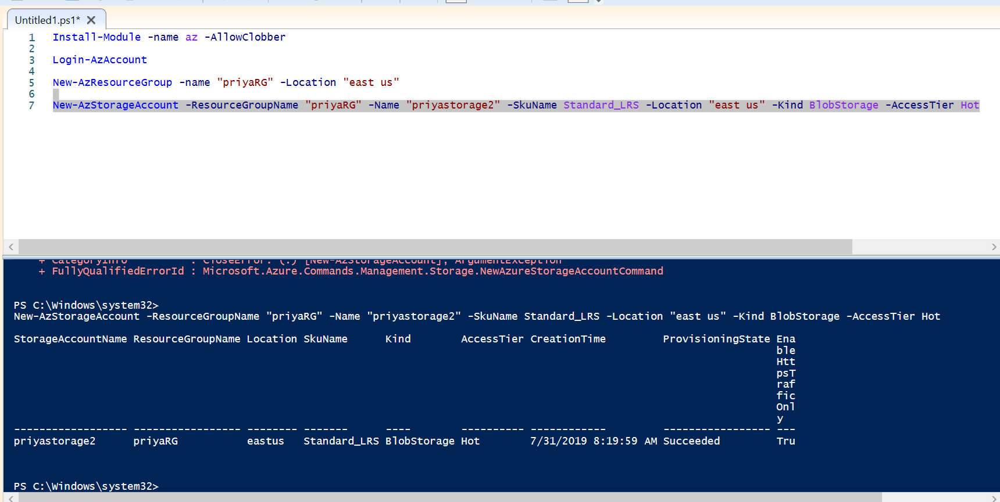 Untitled1.ps1* X
1 Install-Module -name az -AllowClobber
2
3 Login-AzAccount
4
5 New-AzResourceGroup -name "priyaRG" -Location "east us"
6
7 New-AzStorageAccount -ResourceGroupName "priyaRG" -Name "priyastorage2" -SkuName Standard_LRS -Location "east us" -Kind BlobStorage -AccessTier Hot
+ CategoryInfo : CloseError: (:) [New-AzStorageAccount], ArgumentException
+ FullyQualifiedErrorId : Microsoft.Azure.Commands.Management.Storage.NewAzureStorageAccountCommand
PS C:\Windows\system32>
New-AzStorageAccount -ResourceGroupName "priyaRG" -Name "priyastorage2" -SkuName Standard_LRS -Location "east us" -Kind BlobStorage -AccessTier Hot
StorageAccountName ResourceGroupName Location SkuName Kind AccessTier CreationTime ProvisioningState Ena
ble
Htt
psT
raf
fic
Onl
y
------------------ ----------------- -------- ------- ---- ---------- ------------ ----------------- ---
priyastorage2 priyaRG eastus Standard_LRS BlobStorage Hot 7/31/2019 8:19:59 AM Succeeded Tru
PS C:\Windows\system32>